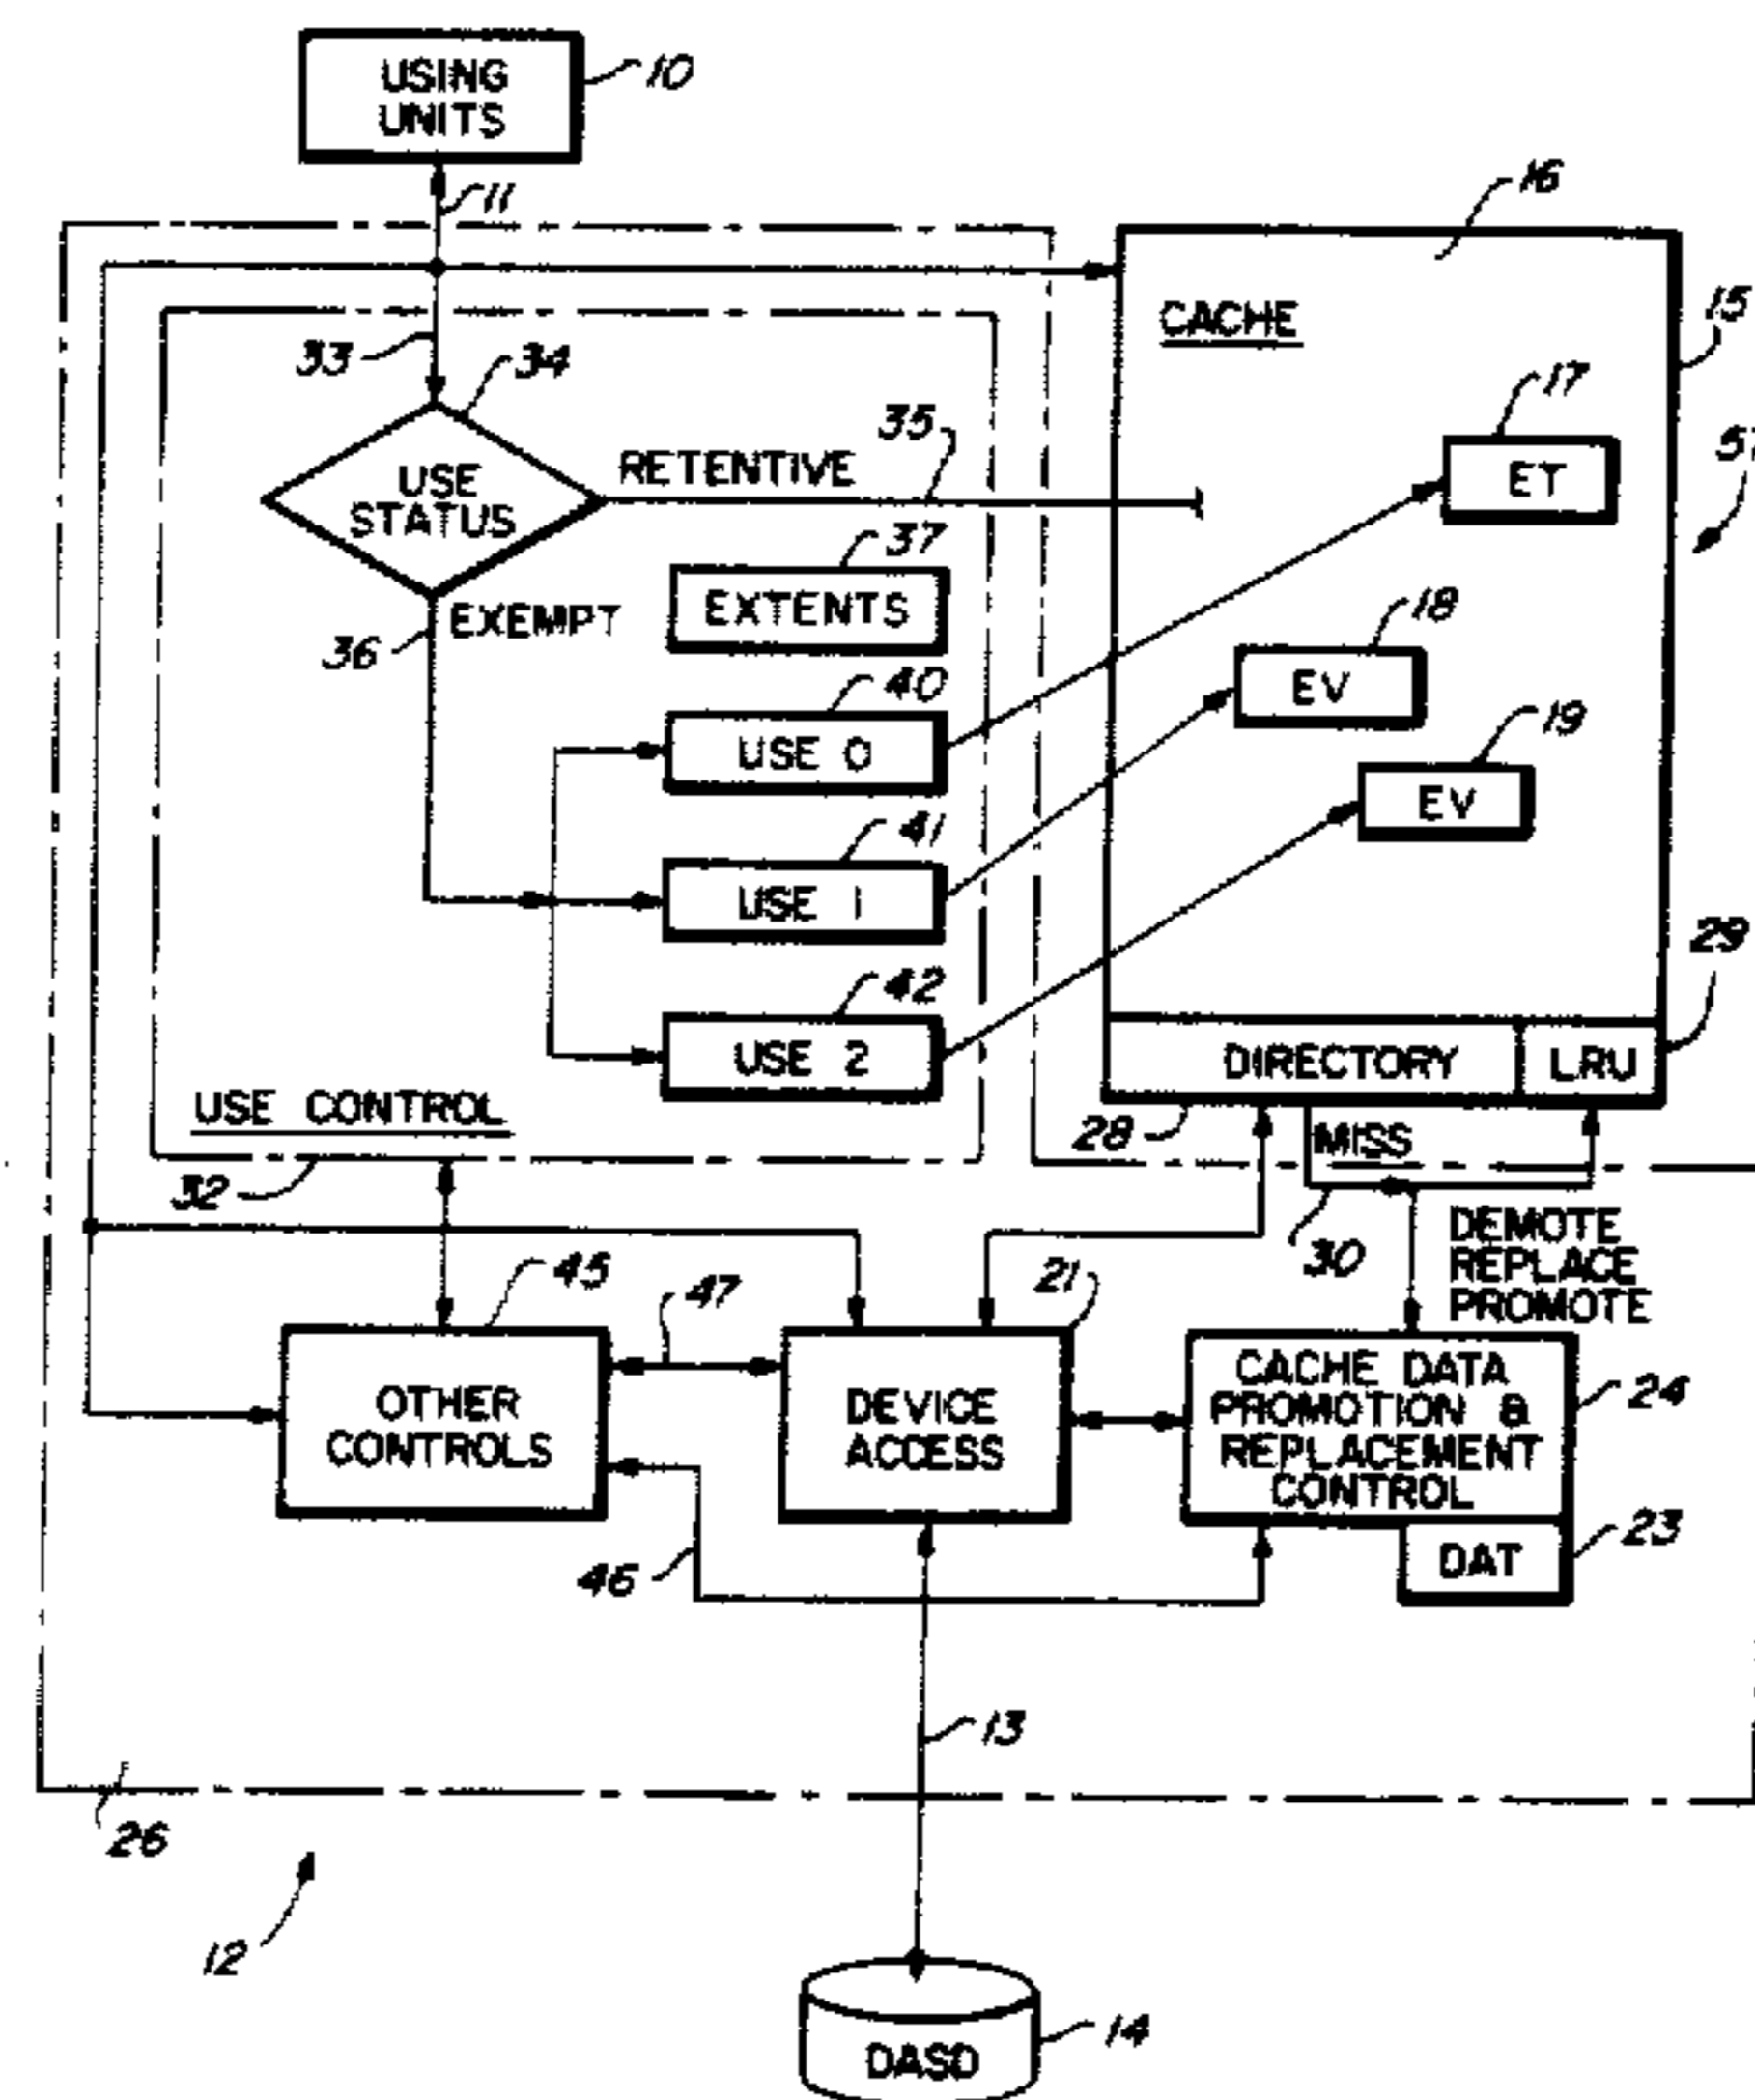 USING
UNITS
10
11
16
CACHE
15
33
34
17
ET
35
RETENTIVE
USE
STATUS
37
EXTENTS
EXEMPT
36
18
EV
40
USE 0
19
EV
41
USE 1
29
42
USE 2
DIRECTORY
LRU
USE CONTROL
28
MISS
32
30
DEMOTE
REPLACE
PROMOTE
45
47
21
OTHER
CONTROLS
DEVICE
ACCESS
CACHE DATA
PROMOTION &
REPLACEMENT
CONTROL
24
46
DAT
23
13
26
12
DASD
14